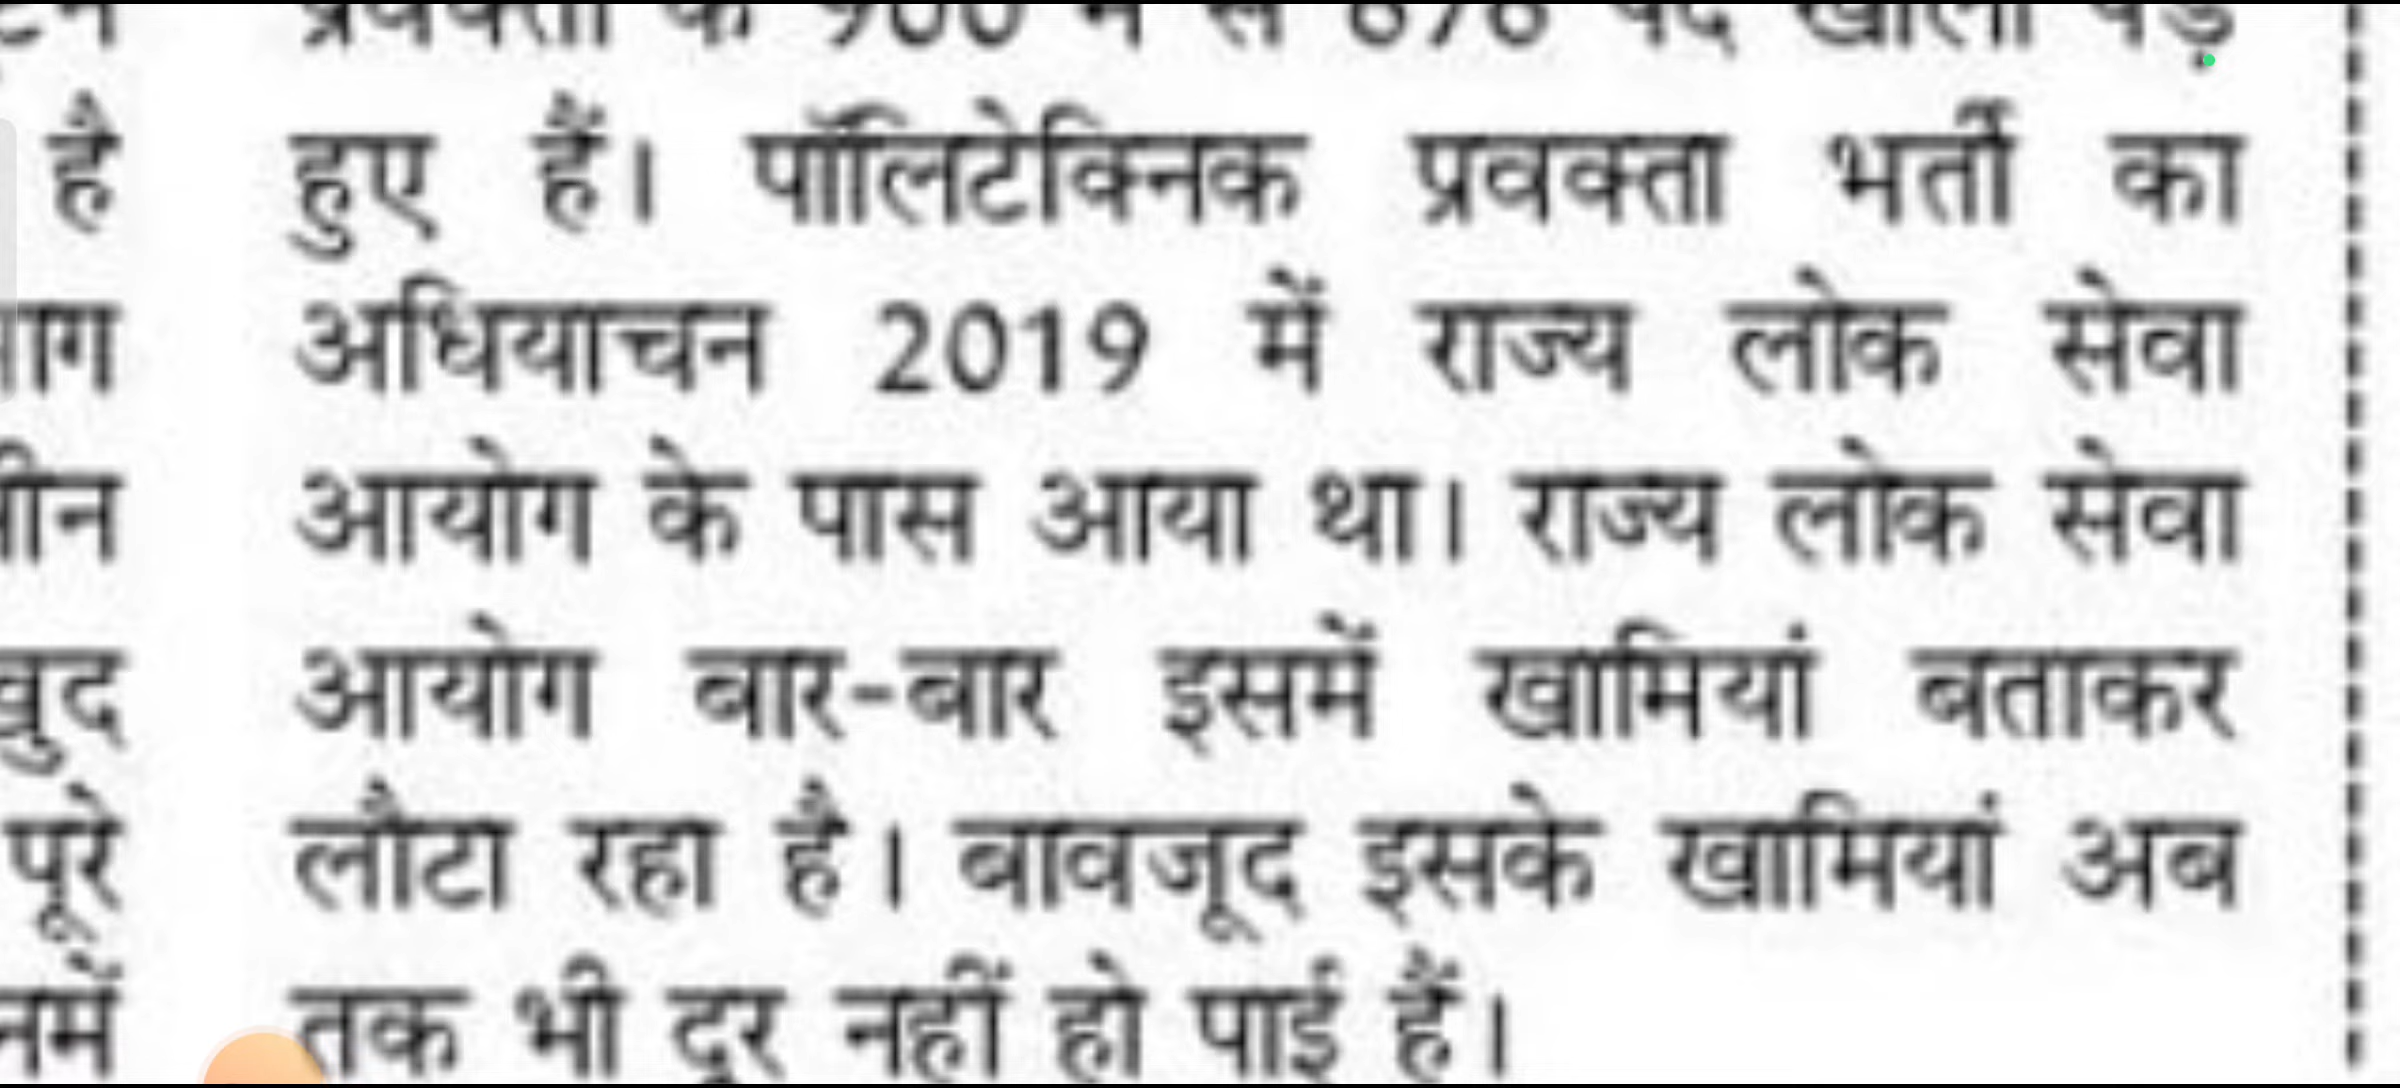 है
हुए हैं। पॉलिटेक्निक प्रवक्ता भर्ती का
अधियाचन 2019 में राज्य लोक सेवा
आयोग के पास आया था। राज्य लोक सेवा
आयोग बार-बार इसमें खामियां बताकर
पूरे
लौटा रहा है। बावजूद इसके खामियां अब
तक भी दूर नहीं हो पाई हैं।